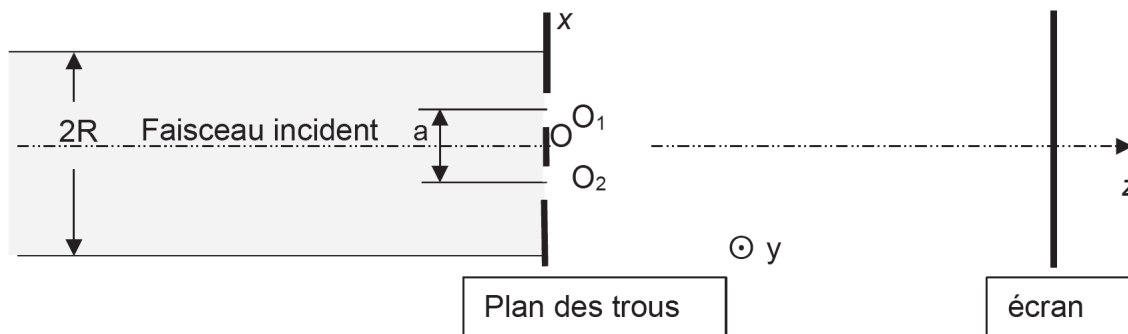 x
2R Faisceau incident a O O₁
O₂
z
⊙ y
Plan des trous
écran